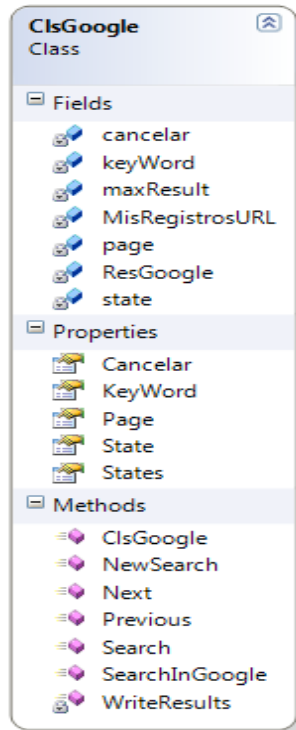 ClsGoogle
Class
Fields
cancelar
keyWord
maxResult
MisRegistrosURL
page
ResGoogle
state
Properties
Cancelar
KeyWord
Page
State
States
Methods
ClsGoogle
NewSearch
Next
Previous
Search
SearchInGoogle
WriteResults